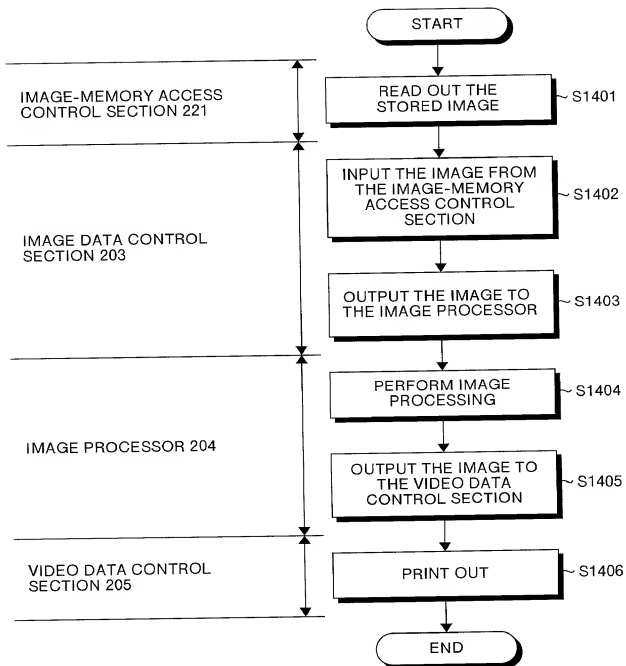 START
IMAGE-MEMORY ACCESS
CONTROL SECTION 221
READ OUT THE
STORED IMAGE
S1401
INPUT THE IMAGE FROM
THE IMAGE-MEMORY
ACCESS CONTROL
SECTION
S1402
IMAGE DATA CONTROL
SECTION 203
OUTPUT THE IMAGE TO
THE IMAGE PROCESSOR
S1403
PERFORM IMAGE
PROCESSING
S1404
IMAGE PROCESSOR 204
OUTPUT THE IMAGE TO
THE VIDEO DATA
CONTROL SECTION
S1405
VIDEO DATA CONTROL
SECTION 205
PRINT OUT
S1406
END